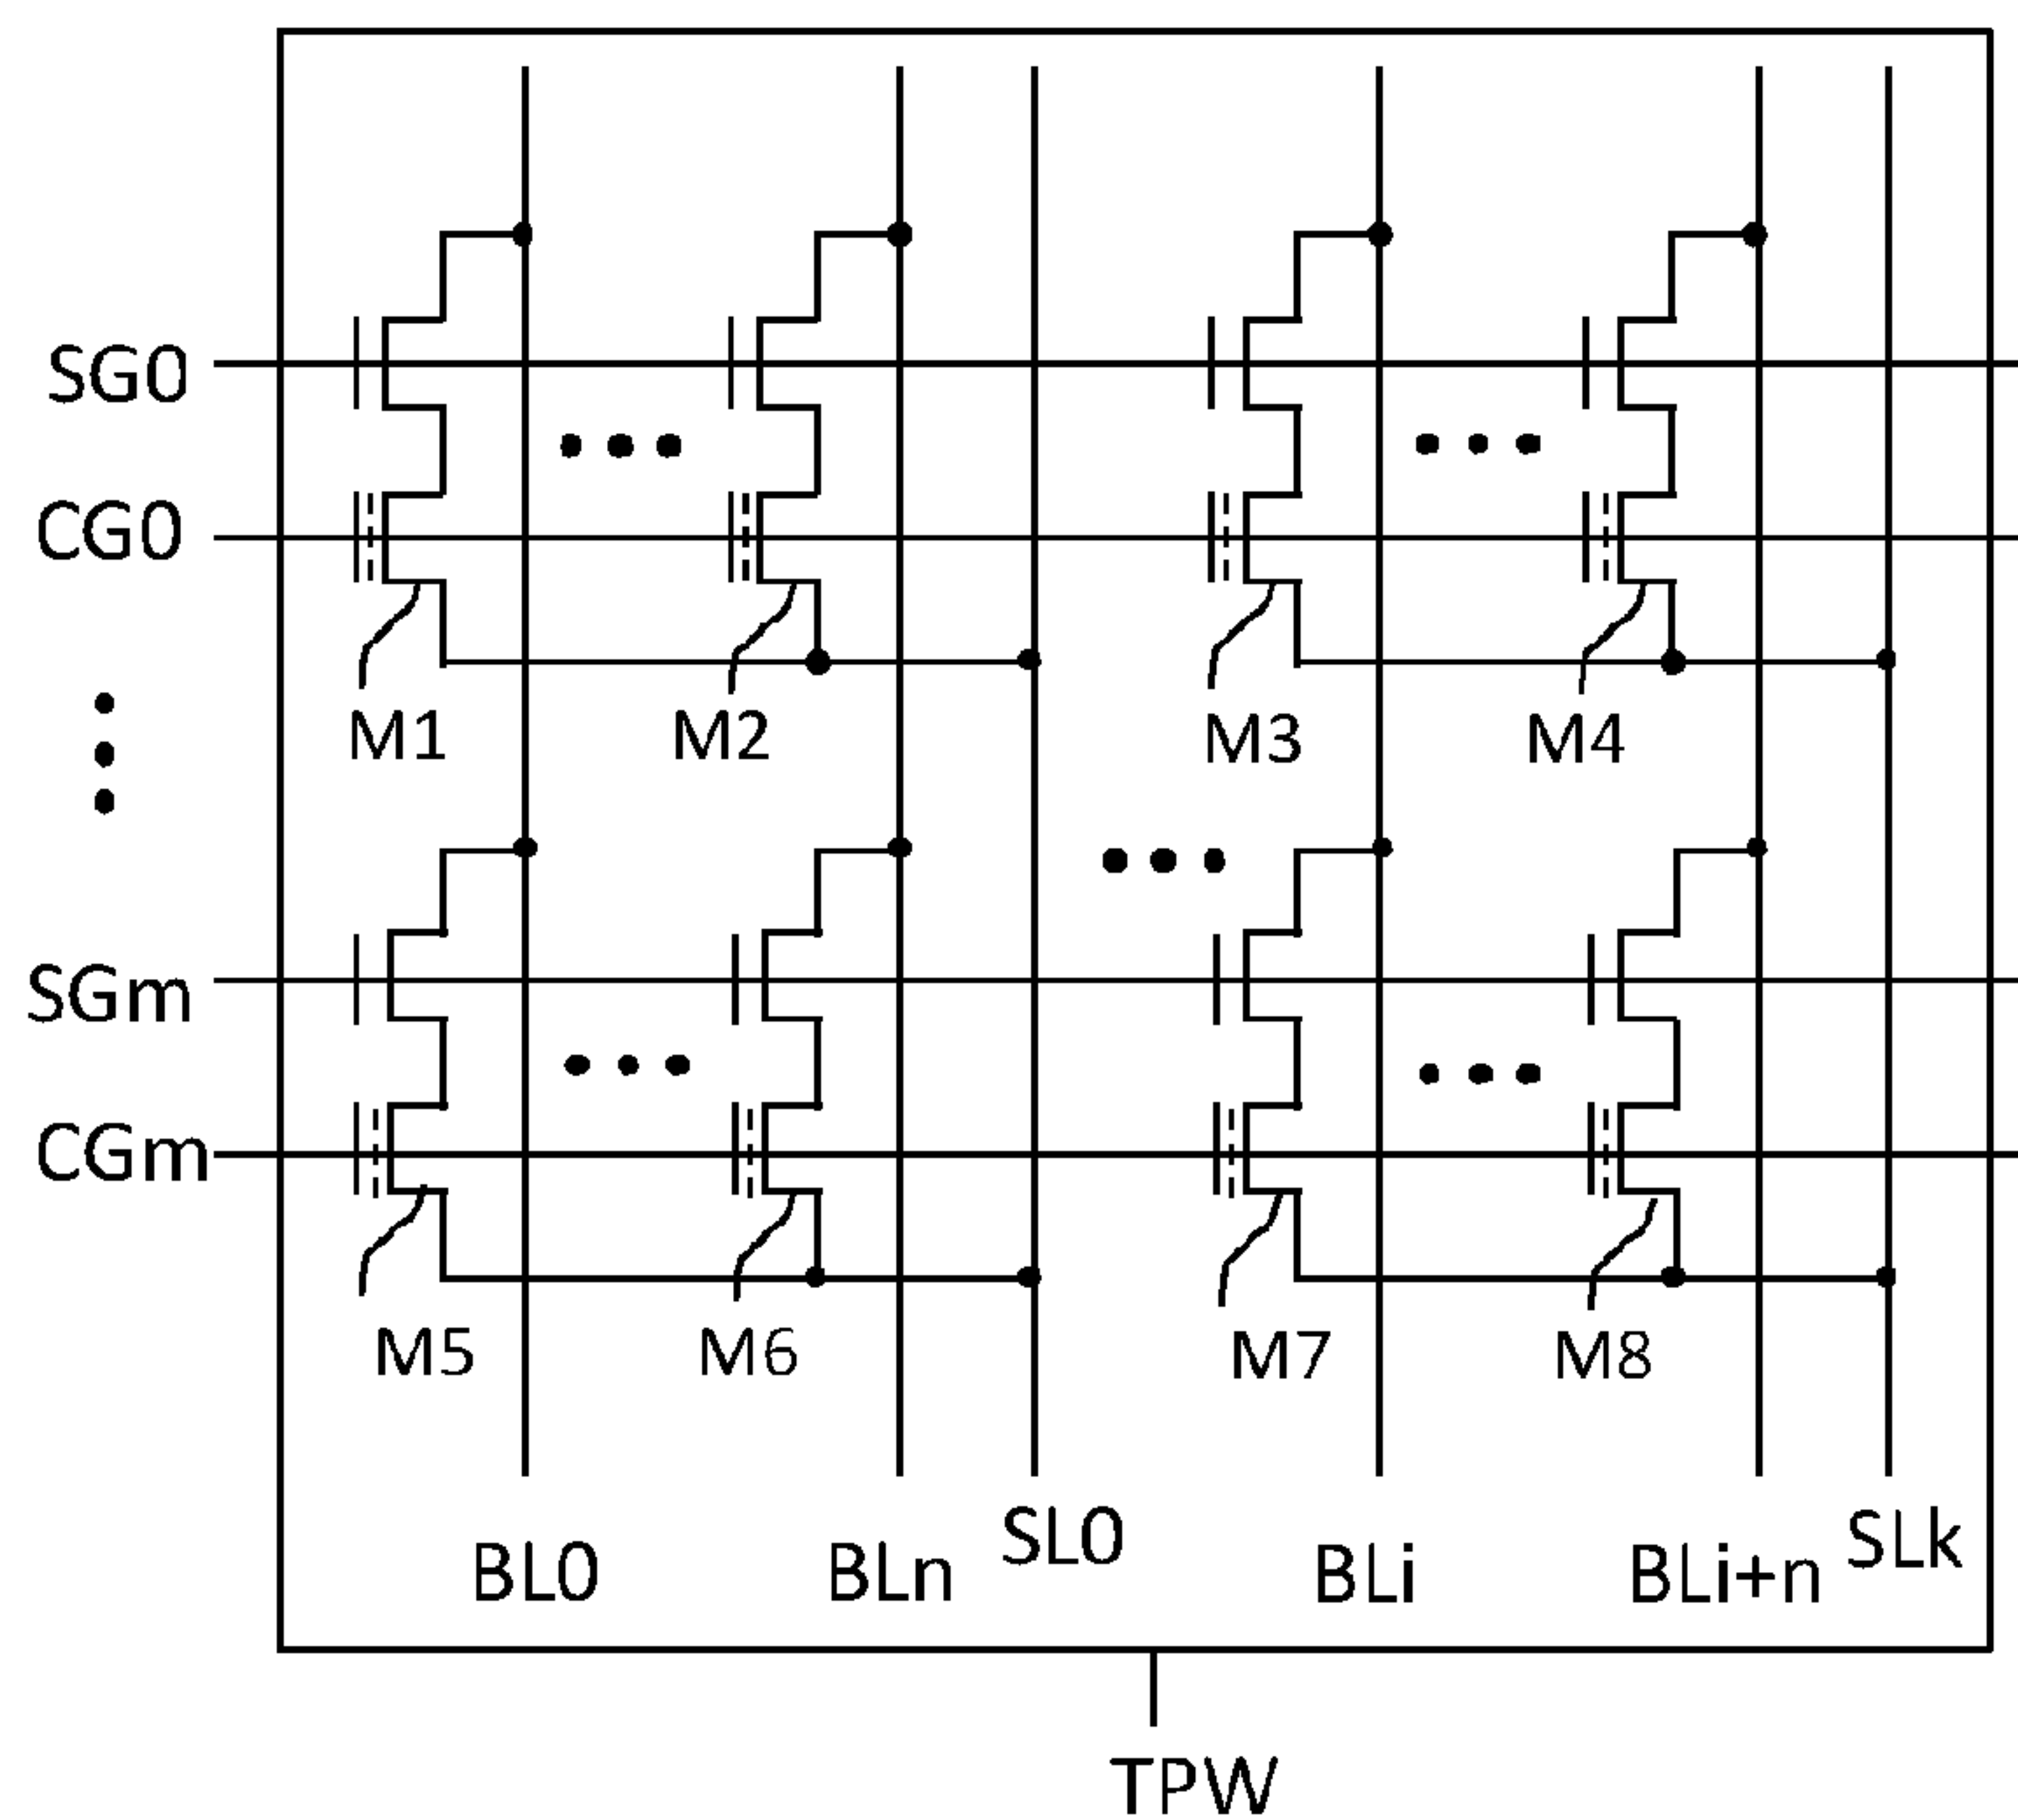 SG0
CG0
M1 M2 M3 M4
SGm
CGm
M5 M6 M7 M8
BL0 BLn SL0 BLi BLi+n SLk
TPW